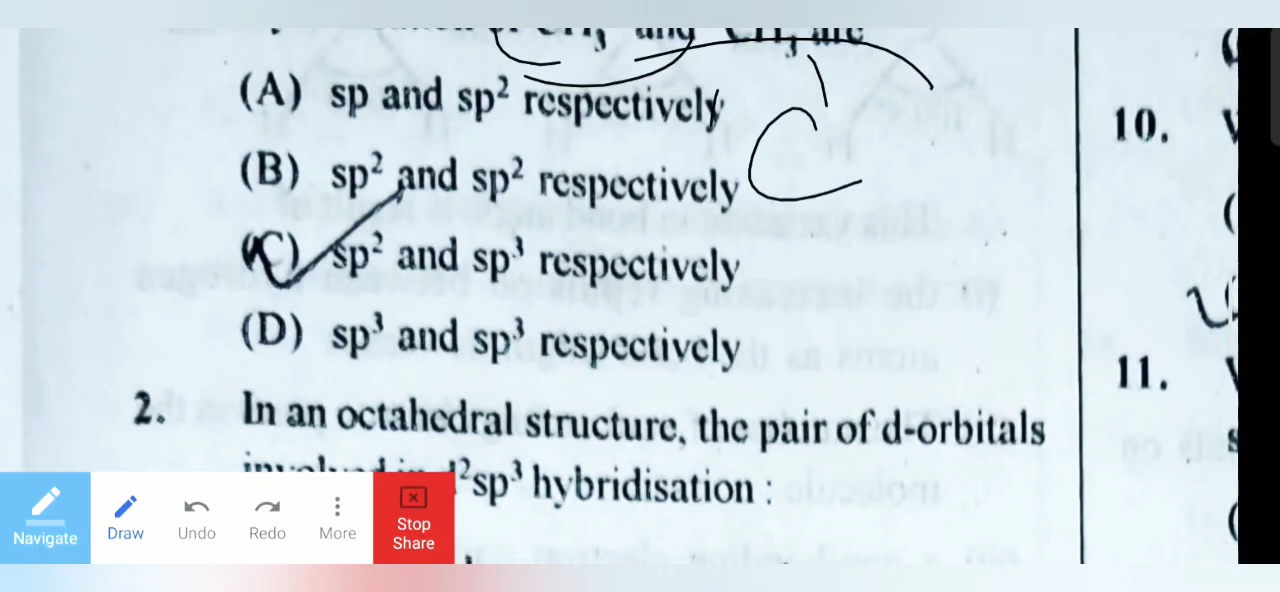 (A) sp and sp² respectively
(B) sp² and sp² respectively
(C) sp² and sp³ respectively
(D) sp³ and sp³ respectively
2. In an octahedral structure, the pair of d-orbitals
²sp³ hybridisation :
10.
11.
Navigate
Draw
Undo
Redo
More
Stop
Share